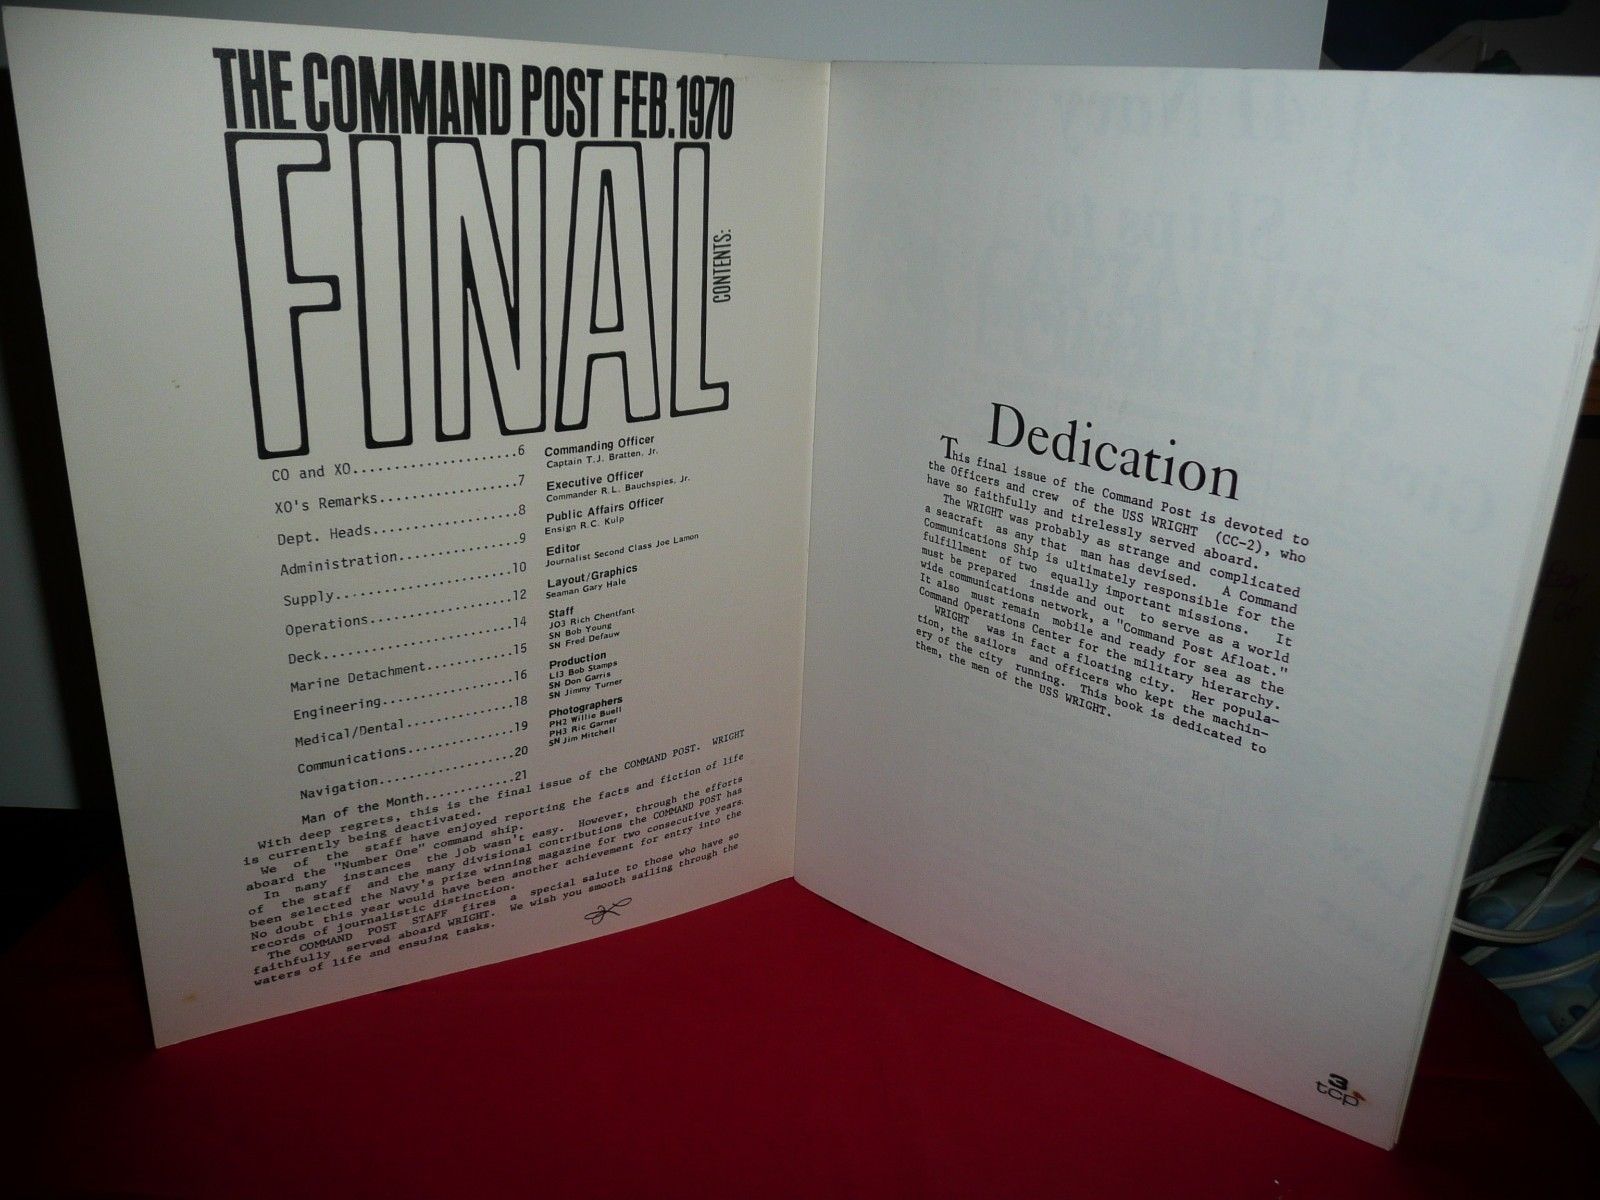 THE COMMAND POST FEB. 1970
FINAL
CONTENTS:
CO and XO.....................6
XO's Remarks..................7
Dept. Heads...................8
Administration................9
Supply.......................10
Operations...................12
Deck.........................14
Marine Detachment............15
Engineering..................16
Medical/Dental...............18
Communications...............19
Navigation...................20
Man of the Month.............21
Commanding Officer
Captain T.J. Bratten, Jr.
Executive Officer
Commander R.L. Bauchspies, Jr.
Public Affairs Officer
Ensign R.C. Kulp
Editor
Journalist Second Class Joe Lamon
Layout/Graphics
Seaman Gary Hale
Staff
JO3 Rich Chentfant
SN Bob Young
SN Fred Defauw
Production
LI3 Bob Stamps
SN Don Garris
SN Jimmy Turner
Photographers
PH2 Willie Buell
PH3 Ric Garner
SN Jim Mitchell
With deep regrets, this is the final issue of the COMMAND POST. WRIGHT
is currently being deactivated.
We of the staff have enjoyed reporting the facts and fiction of life
aboard the "Number One" command ship.
In many instances the job wasn't easy. However, through the efforts
of the staff and the many divisional contributions the COMMAND POST has
been selected the Navy's prize winning magazine for two consecutive years.
No doubt this year would have been another achievement for entry into the
records of journalistic distinction.
The COMMAND POST STAFF fires a special salute to those who have so
faithfully served aboard WRIGHT. We wish you smooth sailing through the
waters of life and ensuing tasks.
Dedication
This final issue of the Command Post is devoted to
the Officers and crew of the USS WRIGHT (CC-2), who
have so faithfully and tirelessly served aboard.
The WRIGHT was probably as strange and complicated
a seacraft as any that man has devised. A Command
Communications Ship is ultimately responsible for the
fulfillment of two equally important missions. It
must be prepared inside and out to serve as a world
wide communications network, a "Command Post Afloat."
It also must remain mobile and ready for sea as the
Command Operations Center for the military hierarchy.
WRIGHT was in fact a floating city. Her popula-
tion, the sailors and officers who kept the machin-
ery of the city running. This book is dedicated to
them, the men of the USS WRIGHT.
3
tcp